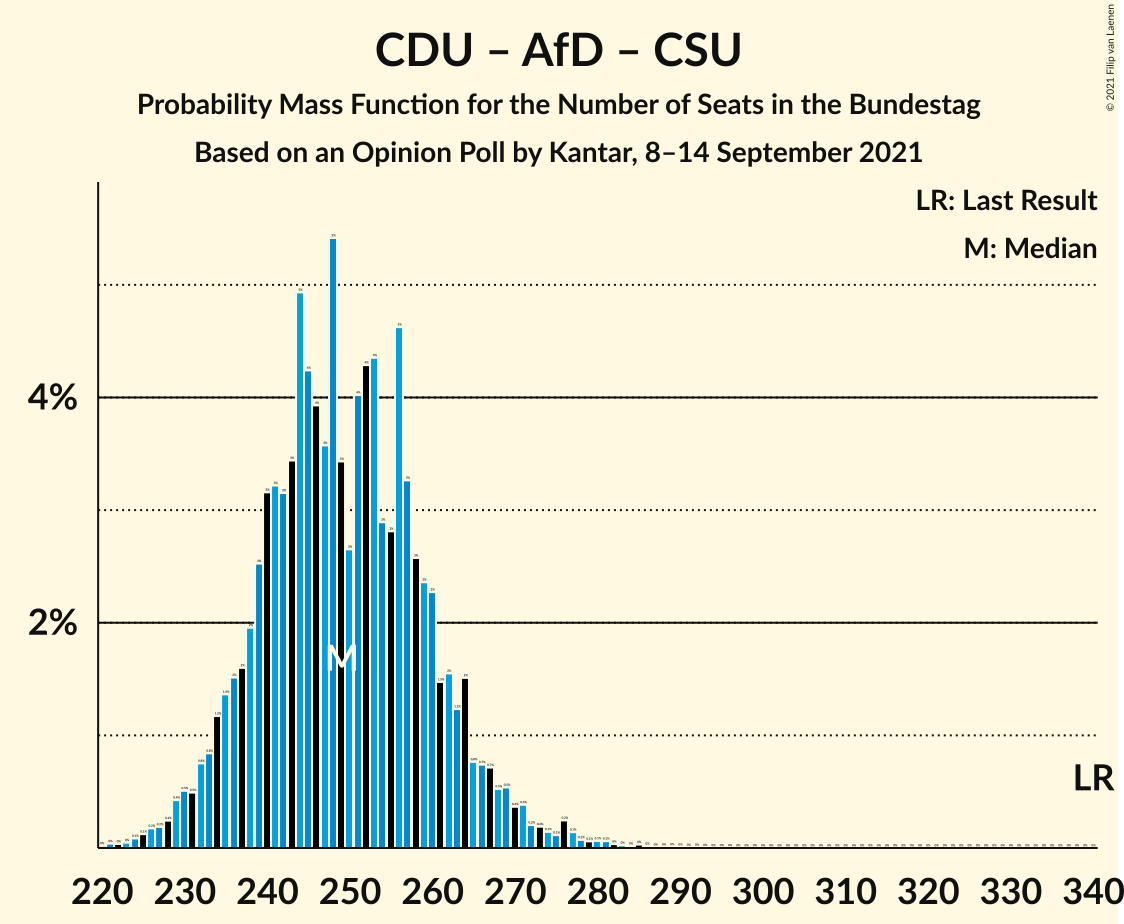 CDU – AfD – CSU
Probability Mass Function for the Number of Seats in the Bundestag
Based on an Opinion Poll by Kantar, 8–14 September 2021
© 2021 Filip van Laenen
LR: Last Result
M: Median
4%
2%
M
LR
220 230 240 250 260 270 280 290 300 310 320 330 340